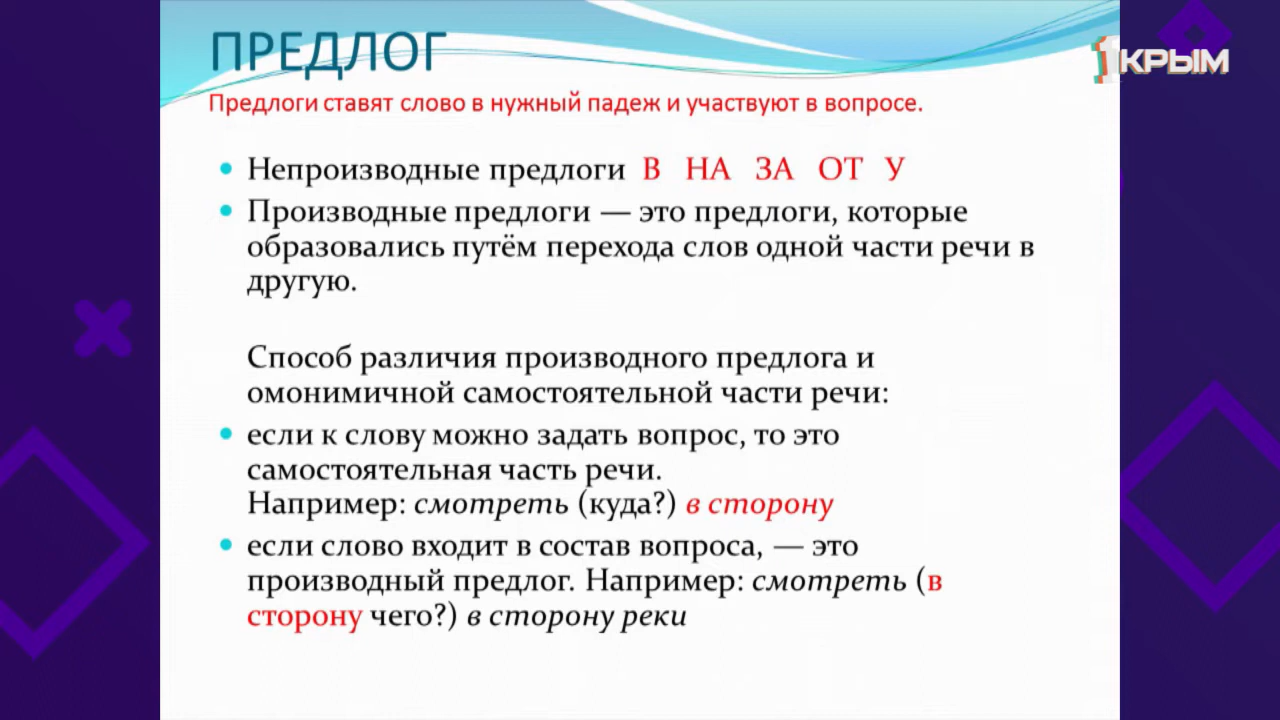 ПРЕДЛОГ
1КРЫМ
Предлоги ставят слово в нужный падеж и участвуют в вопросе.
• Непроизводные предлоги В НА ЗА ОТ У
• Производные предлоги — это предлоги, которые
образовались путём перехода слов одной части речи в
другую.
Способ различия производного предлога и
омонимичной самостоятельной части речи:
• если к слову можно задать вопрос, то это
самостоятельная часть речи.
Например: смотреть (куда?) в сторону
• если слово входит в состав вопроса, — это
производный предлог. Например: смотреть (в
сторону чего?) в сторону реки